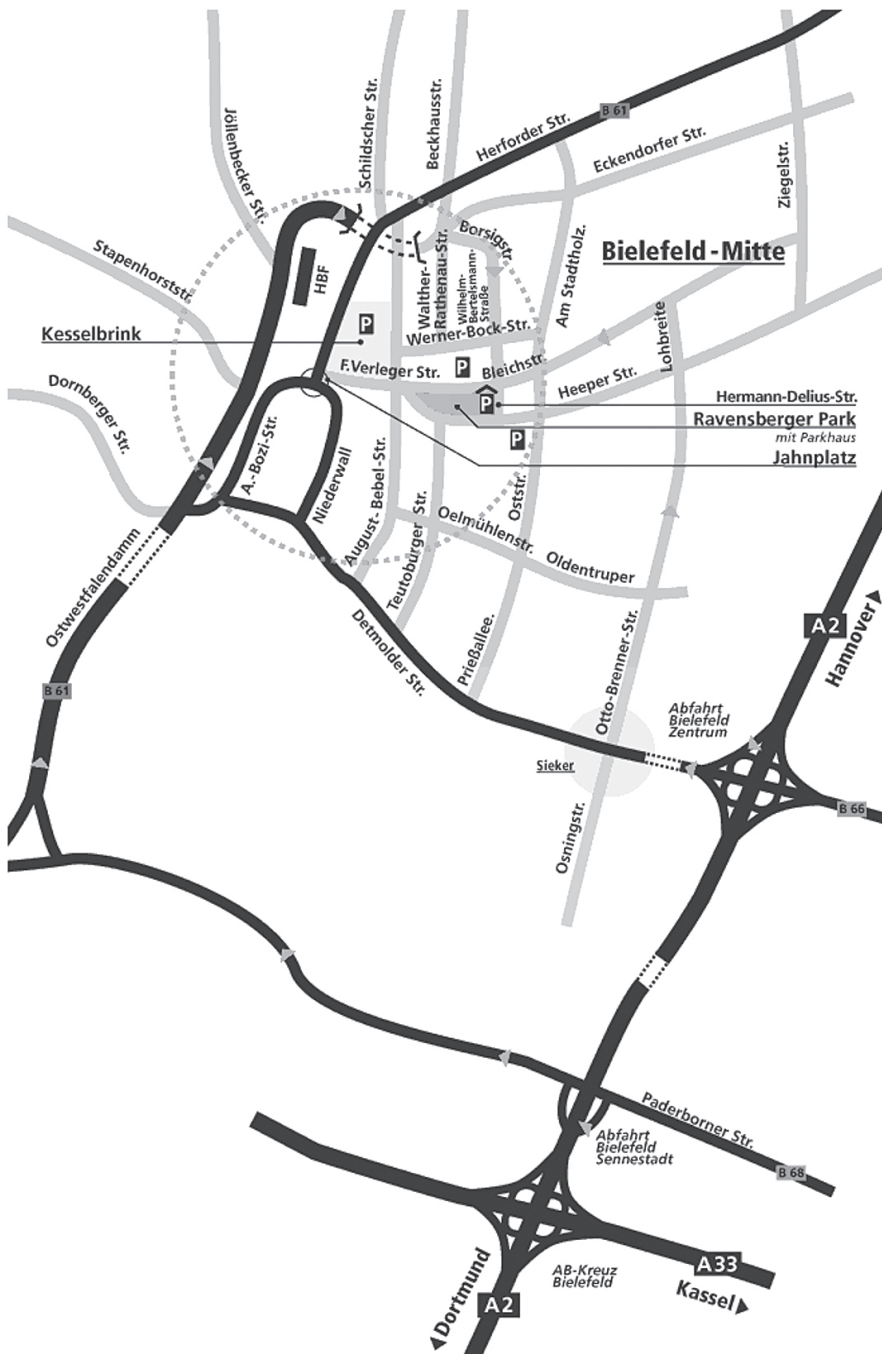 Jöllenbecker Str.
Schildscher Str.
Beckhausstr.
Herforder Str.
B 61
Eckendorfer Str.
Ziegelstr.
Stapenhorststr.
HBF
Walther-
Rathenau-Str.
Borsigstr.
Wilhelm-
Bertelsmann-
Straße
Am Stadtholz.
Bielefeld-Mitte
Kesselbrink
P
Werner-Bock-Str.
Lohbreite
F.Verleger Str.
P
Bleichstr.
Heeper Str.
Dornberger Str.
P
Hermann-Delius-Str.
Ravensberger Park
mit Parkhaus
P
Jahnplatz
A.-Bozi-Str.
Niederwall
August- Bebel-Str.
Teutoburger Str.
Oststr.
Oelmühlenstr.
Oldentruper
Ostwestfalendamm
Detmolder Str.
Prießallee.
Otto-Brenner-Str.
A2
Hannover
B 61
Abfahrt
Bielefeld
Zentrum
Sieker
B 66
Osningstr.
Paderborner Str.
Abfahrt
Bielefeld
Sennestadt
B 68
A33
AB-Kreuz
Bielefeld
Kassel
Dortmund
A2